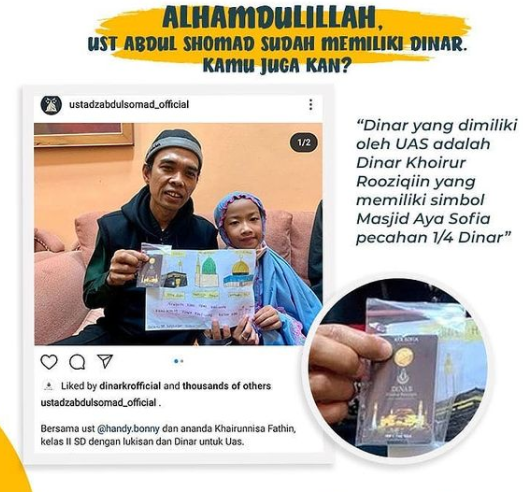 ALHAMDULILLAH,
UST ABDUL SHOMAD SUDAH MEMILIKI DINAR.
KAMU JUGA KAN?
ustadzabdulsomad_official
1/2
“Dinar yang dimiliki
oleh UAS adalah
Dinar Khoirur
Rooziqiin yang
memiliki simbol
Masjid Aya Sofia
pecahan 1/4 Dinar”
AYA SOFIA
DINAR
Liked by dinarkrofficial and thousands of others
ustadzabdulsomad_official .
Bersama ust @handy.bonny dan ananda Khairunnisa Fathin,
kelas II SD dengan lukisan dan Dinar untuk Uas.